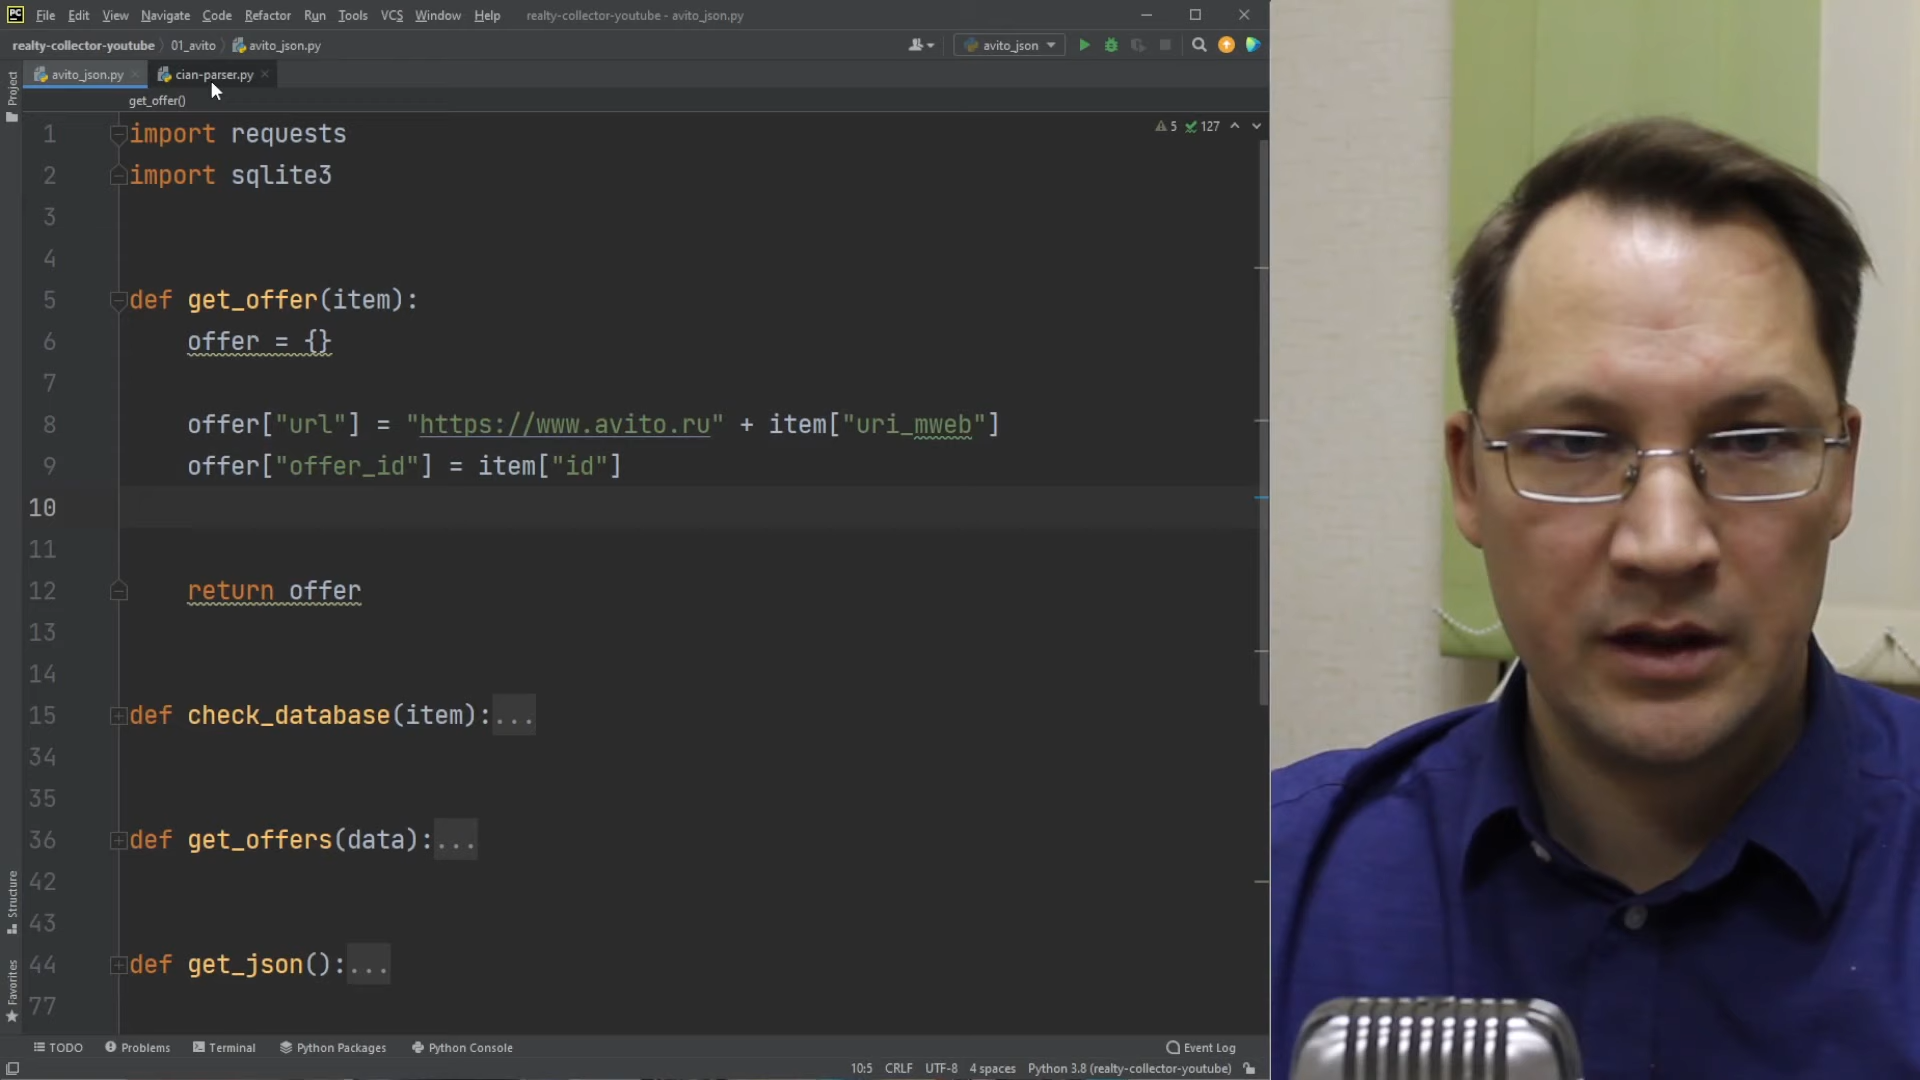 PC File Edit View Navigate Code Refactor Run Tools VCS Window Help realty-collector-youtube - avito_json.py
realty-collector-youtube 01_avito avito_json.py avito_json
avito_json.py cian-parser.py
get_offer()
Project
5 127
1 import requests
2 import sqlite3
3
4
5 def get_offer(item):
6 offer = {}
7
8 offer["url"] = "https://www.avito.ru" + item["uri_mweb"]
9 offer["offer_id"] = item["id"]
10
11
12 return offer
13
14
15 def check_database(item):...
34
35
36 def get_offers(data):...
42
43
44 def get_json():...
77
Structure
Favorites
TODO Problems Terminal Python Packages Python Console Event Log
10:5 CRLF UTF-8 4 spaces Python 3.8 (realty-collector-youtube)